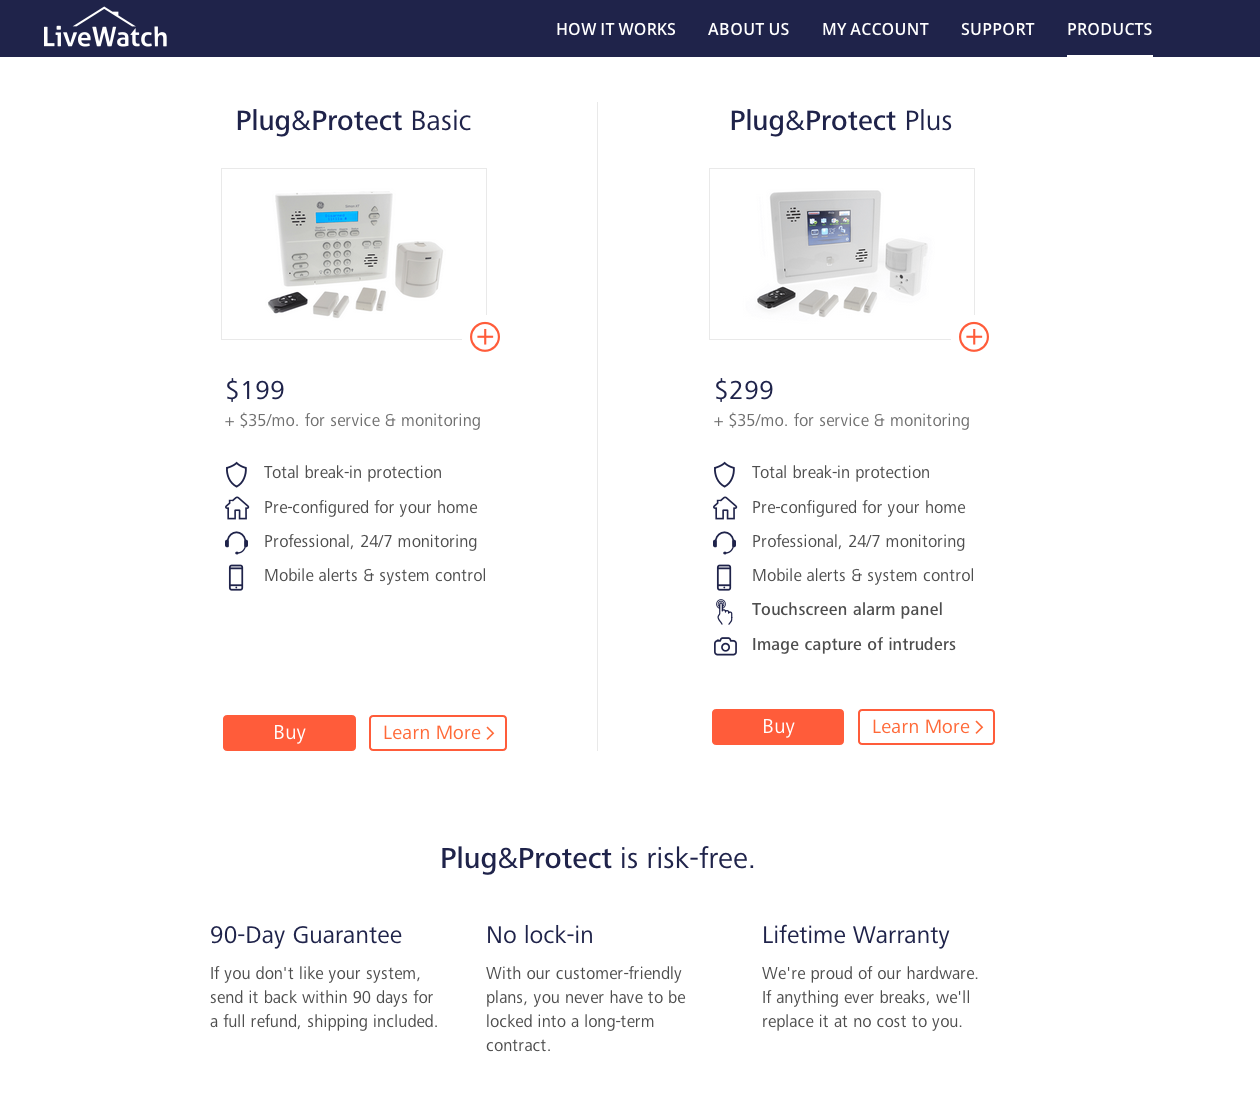 LiveWatch
HOW IT WORKS
ABOUT US
MY ACCOUNT
SUPPORT
PRODUCTS
Plug&Protect Basic
$199
+ $35/mo. for service & monitoring
Total break-in protection
Pre-configured for your home
Professional, 24/7 monitoring
Mobile alerts & system control
Buy
Learn More
Plug&Protect Plus
$299
+ $35/mo. for service & monitoring
Total break-in protection
Pre-configured for your home
Professional, 24/7 monitoring
Mobile alerts & system control
Touchscreen alarm panel
Image capture of intruders
Buy
Learn More
Plug&Protect is risk-free.
90-Day Guarantee
If you don't like your system,
send it back within 90 days for
a full refund, shipping included.
No lock-in
With our customer-friendly
plans, you never have to be
locked into a long-term
contract.
Lifetime Warranty
We're proud of our hardware.
If anything ever breaks, we'll
replace it at no cost to you.